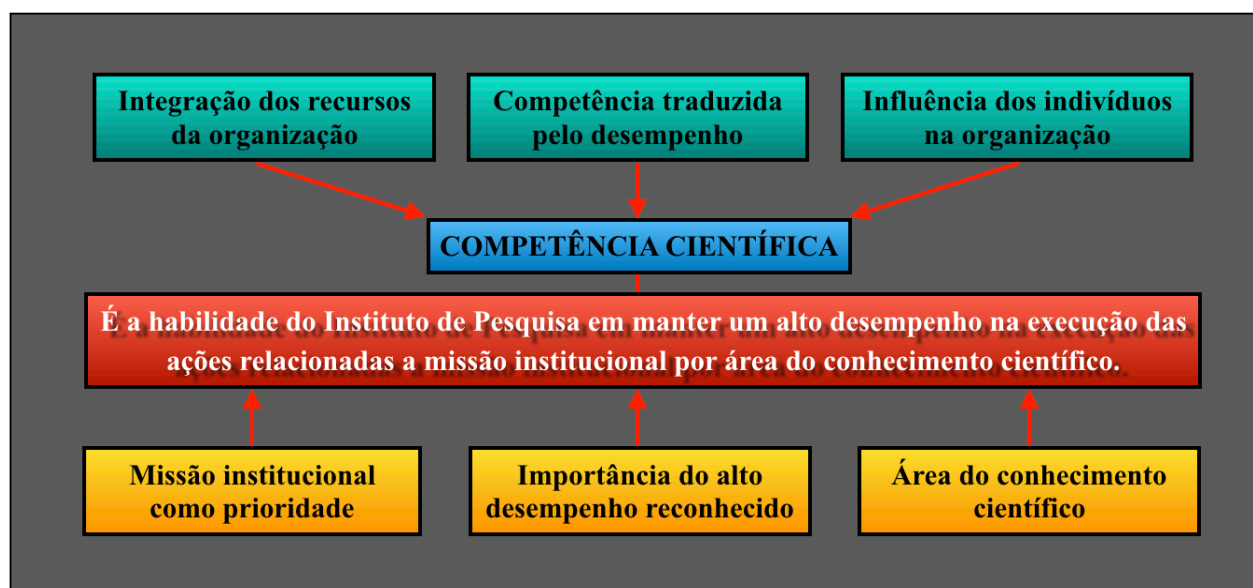 Integração dos recursos
da organização
Competência traduzida
pelo desempenho
Influência dos indivíduos
na organização
COMPETÊNCIA CIENTÍFICA
É a habilidade do Instituto de Pesquisa em manter um alto desempenho na execução das
ações relacionadas a missão institucional por área do conhecimento científico.
Missão institucional
como prioridade
Importância do alto
desempenho reconhecido
Área do conhecimento
científico